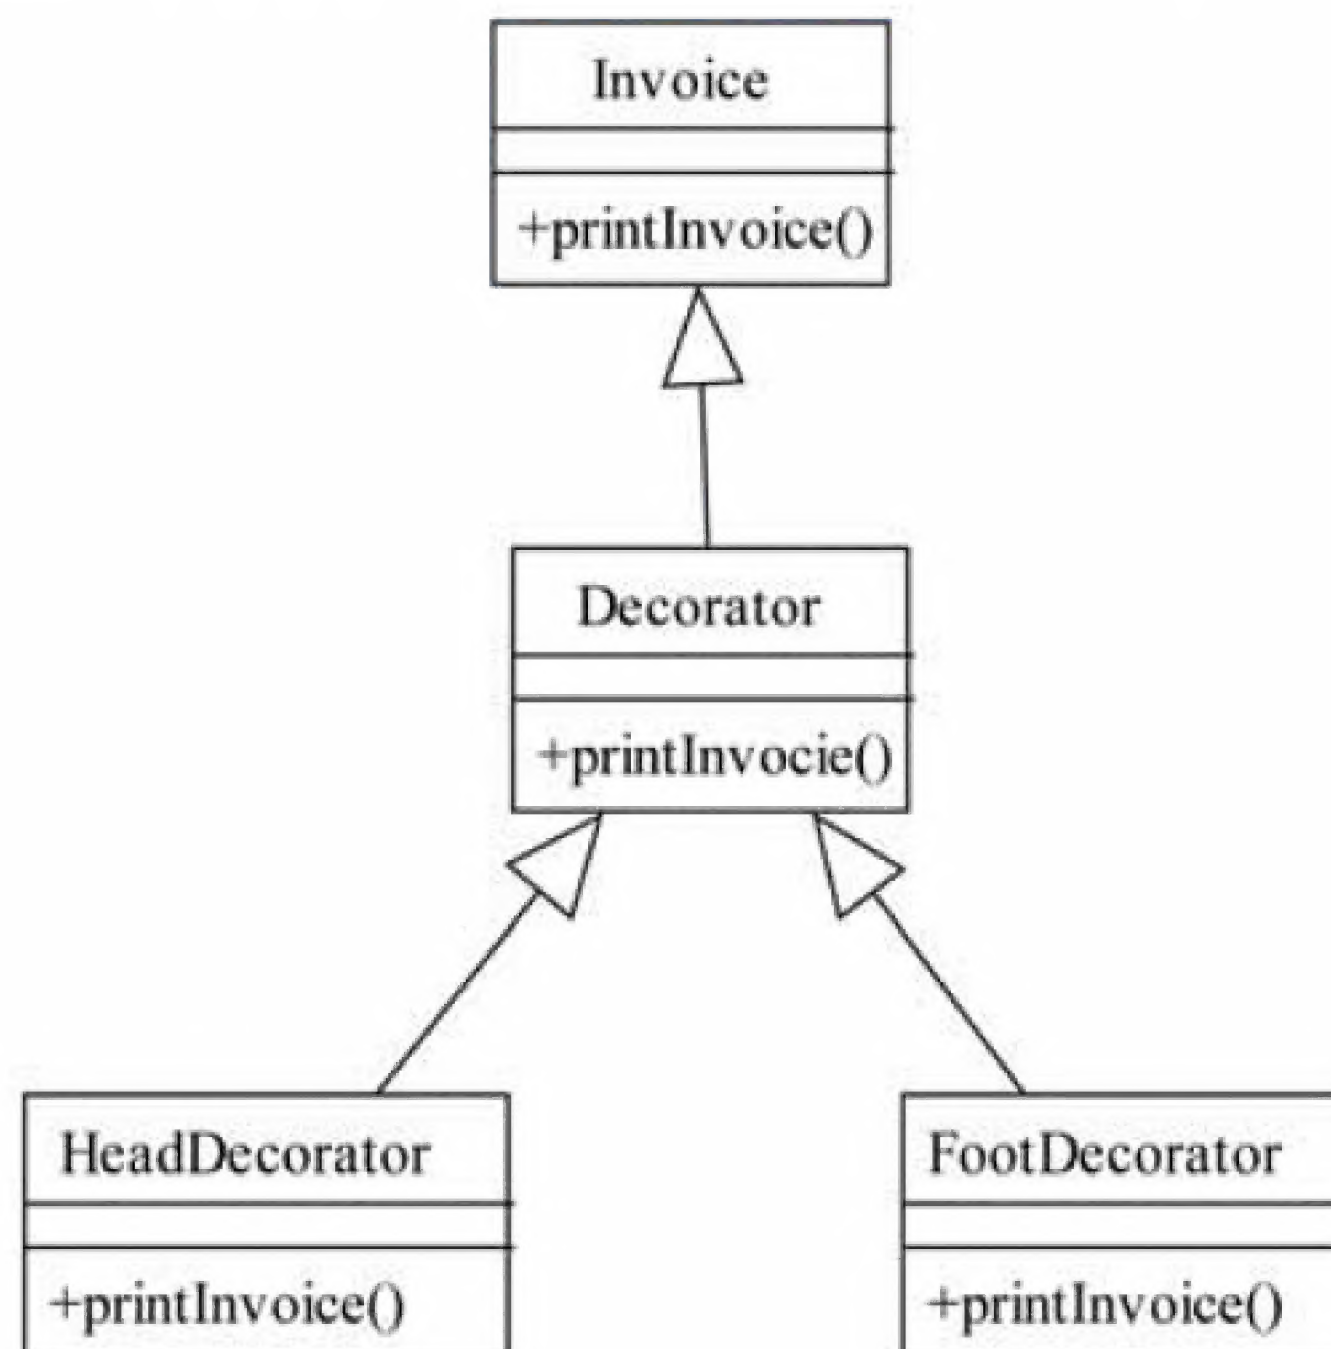 Invoice
+printInvoice()
Decorator
+printInvocie()
HeadDecorator
FootDecorator
+printInvoice()
+printInvoice()